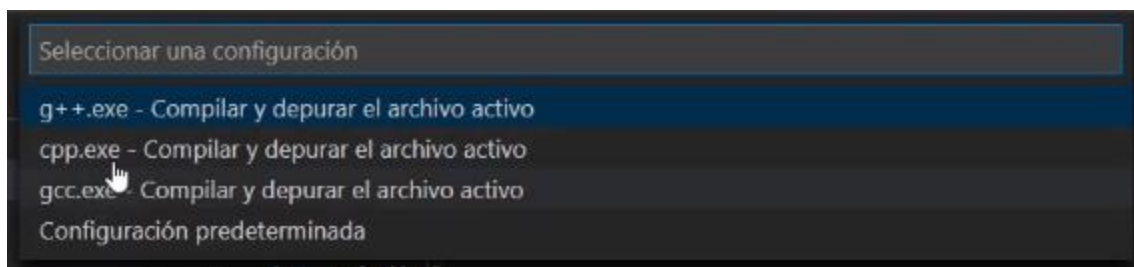 Seleccionar una configuración
g++.exe - Compilar y depurar el archivo activo
cpp.exe - Compilar y depurar el archivo activo
gcc.exe - Compilar y depurar el archivo activo
Configuración predeterminada